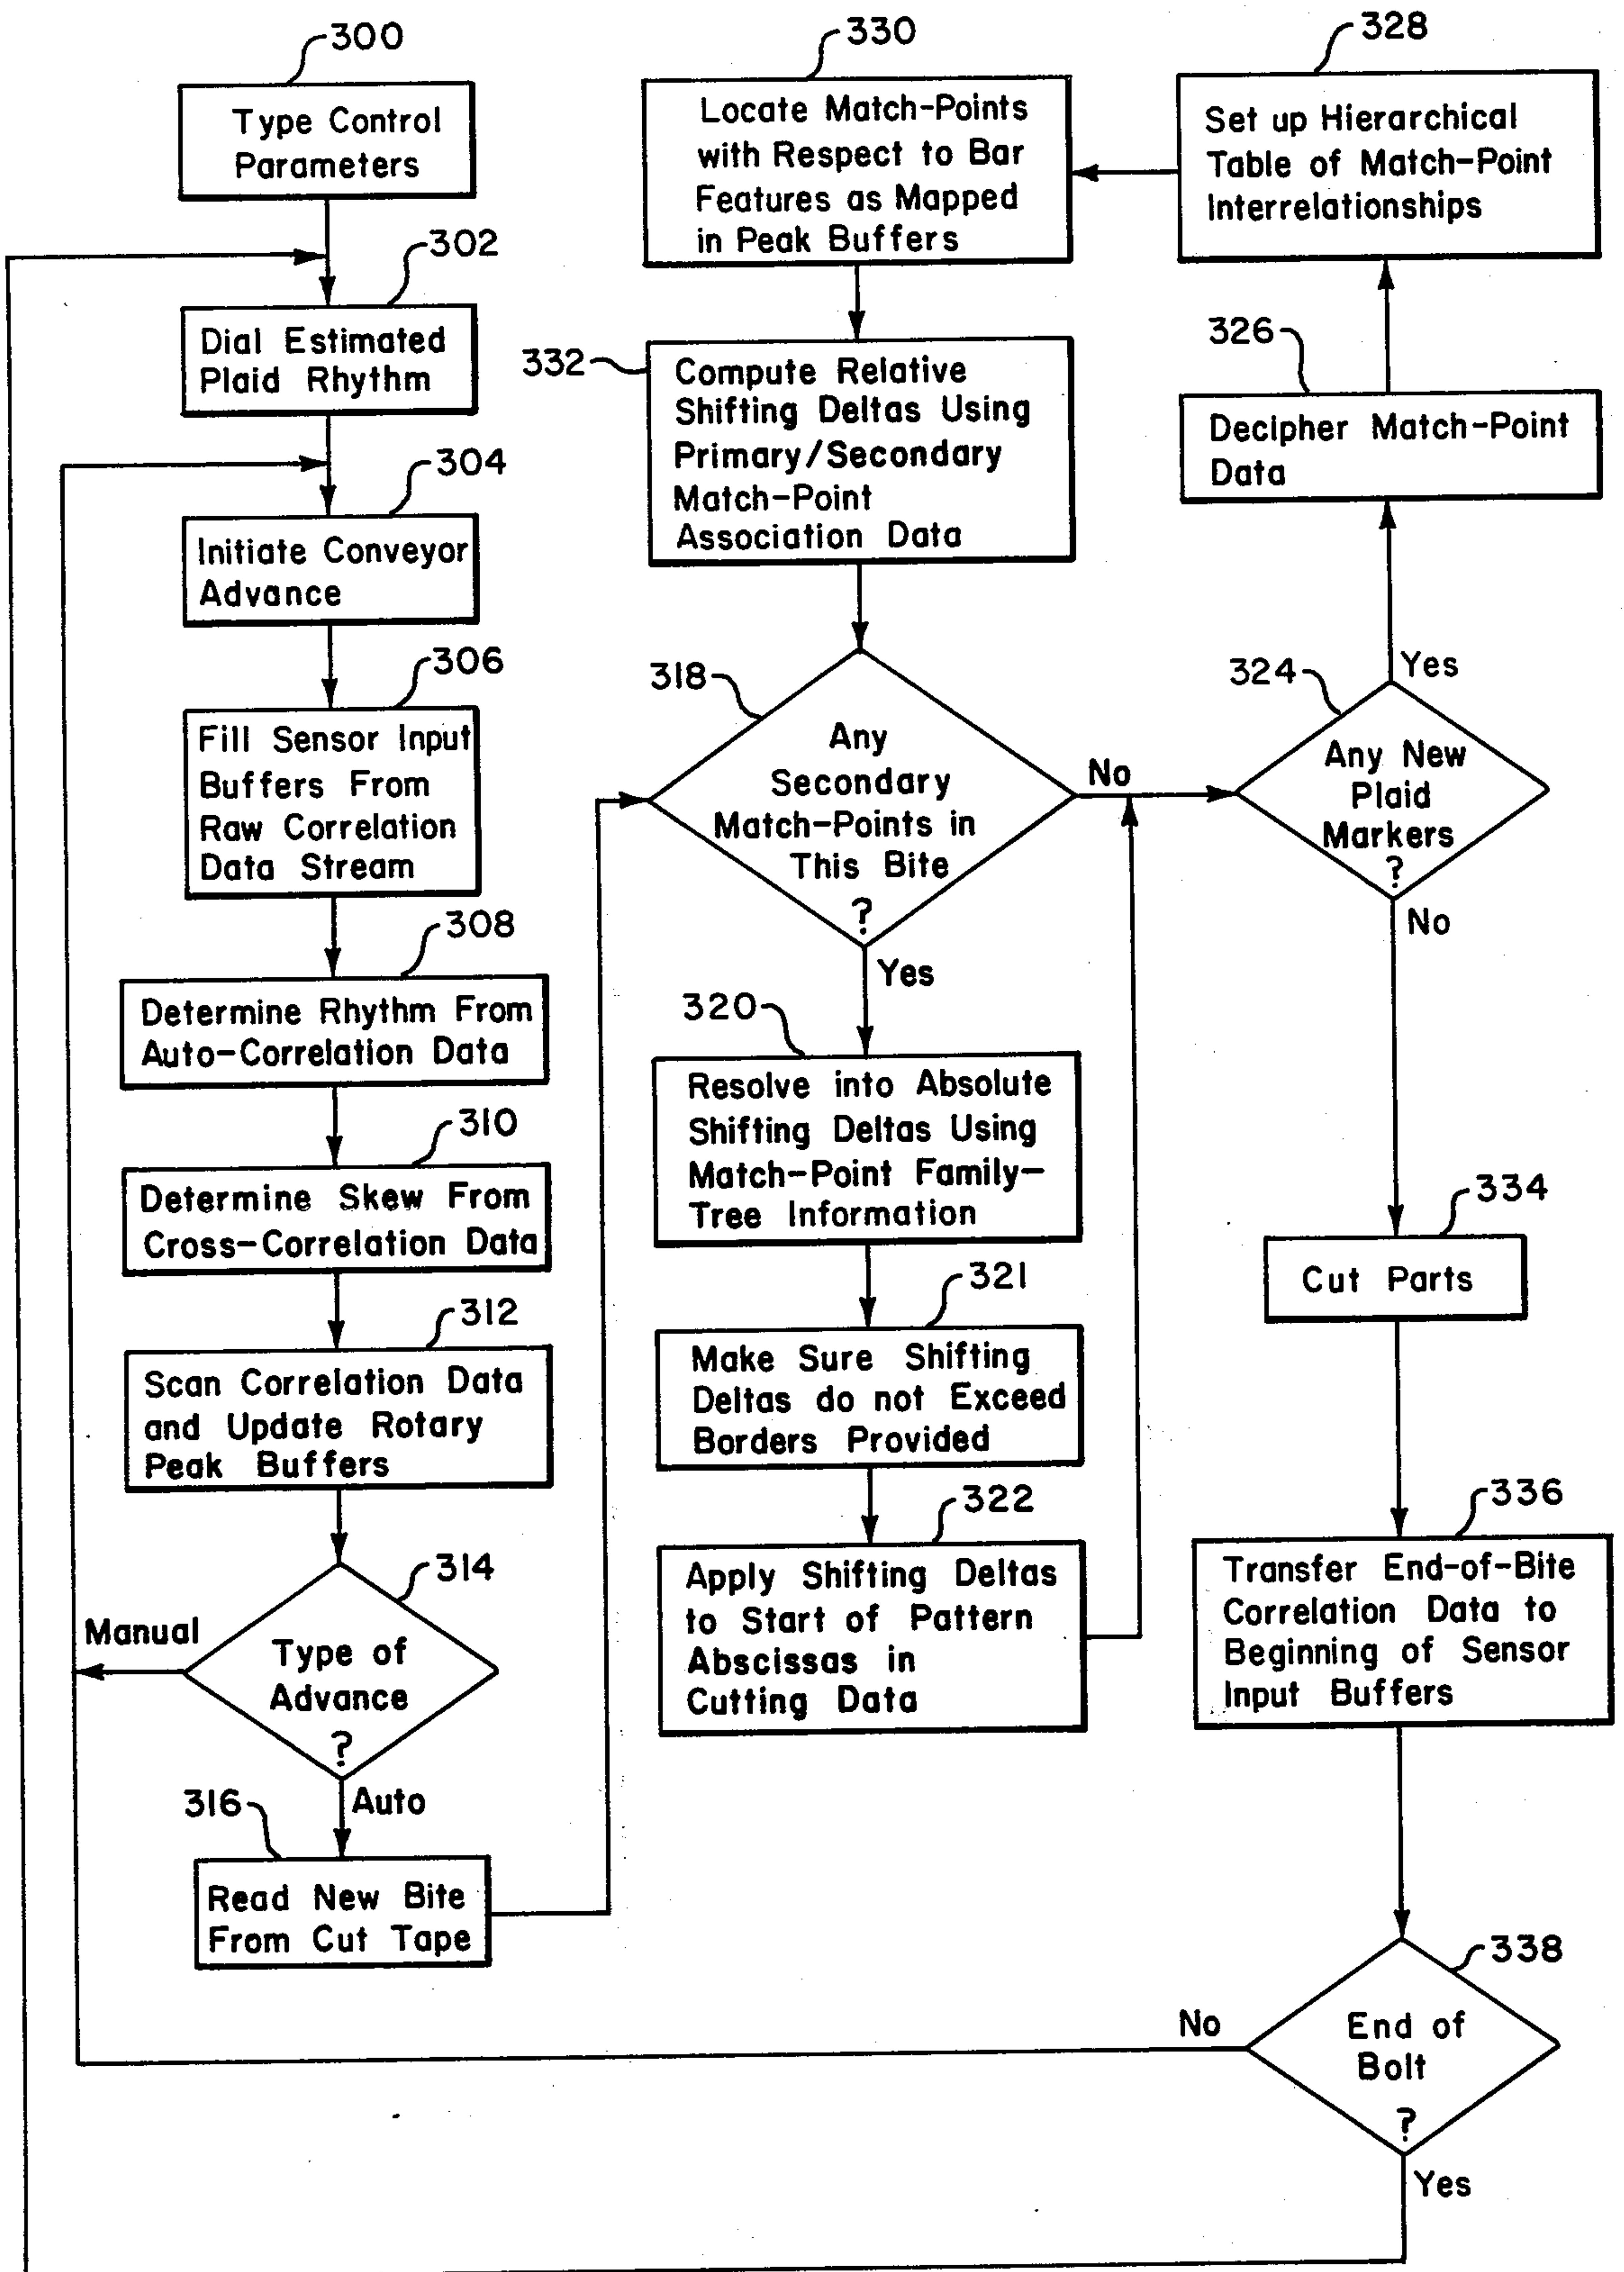 300
Type Control
Parameters
302
Dial Estimated
Plaid Rhythm
304
Initiate Conveyor
Advance
306
Fill Sensor Input
Buffers From
Raw Correlation
Data Stream
308
Determine Rhythm From
Auto-Correlation Data
310
Determine Skew From
Cross-Correlation Data
312
Scan Correlation Data
and Update Rotary
Peak Buffers
314
Manual
Type of
Advance
?
Auto
316
Read New Bite
From Cut Tape
330
Locate Match-Points
with Respect to Bar
Features as Mapped
in Peak Buffers
332
Compute Relative
Shifting Deltas Using
Primary/Secondary
Match-Point
Association Data
318
Any
Secondary
Match-Points in
This Bite
?
No
Yes
320
Resolve into Absolute
Shifting Deltas Using
Match-Point Family-
Tree Information
321
Make Sure Shifting
Deltas do not Exceed
Borders Provided
322
Apply Shifting Deltas
to Start of Pattern
Abscissas in
Cutting Data
328
Set up Hierarchical
Table of Match-Point
Interrelationships
326
Decipher Match-Point
Data
324
Yes
Any New
Plaid
Markers
?
No
334
Cut Parts
336
Transfer End-of-Bite
Correlation Data to
Beginning of Sensor
Input Buffers
338
No
End of
Bolt
?
Yes